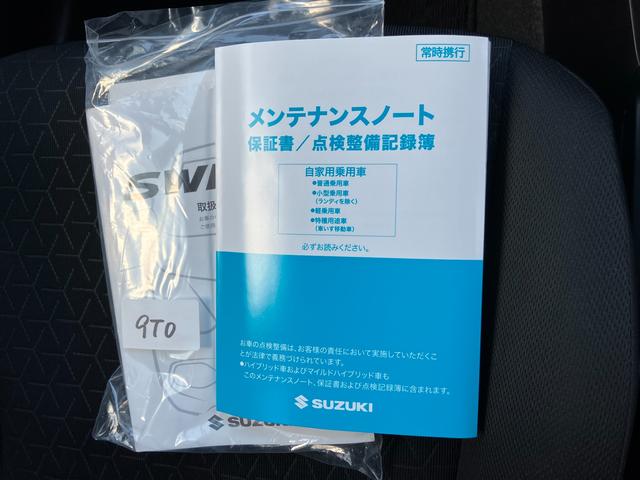 常時携行
メンテナンスノート
保証書／点検整備記録簿
自家用乗用車
●普通乗用車
●小型乗用車
(ランディを除く)
●軽乗用車
●特種用途車
(車いす移動車)
必ずお読みください。
お車の点検整備は、お客様の責任において実施していただくこ
とが法律で義務づけられています。
●ハイブリッド車およびマイルドハイブリッド車も
このメンテナンスノート、保証書および点検記録簿に含まれます。
SUZUKI
SWI
取扱
お車の
ご使用
9TO
SUZUKI